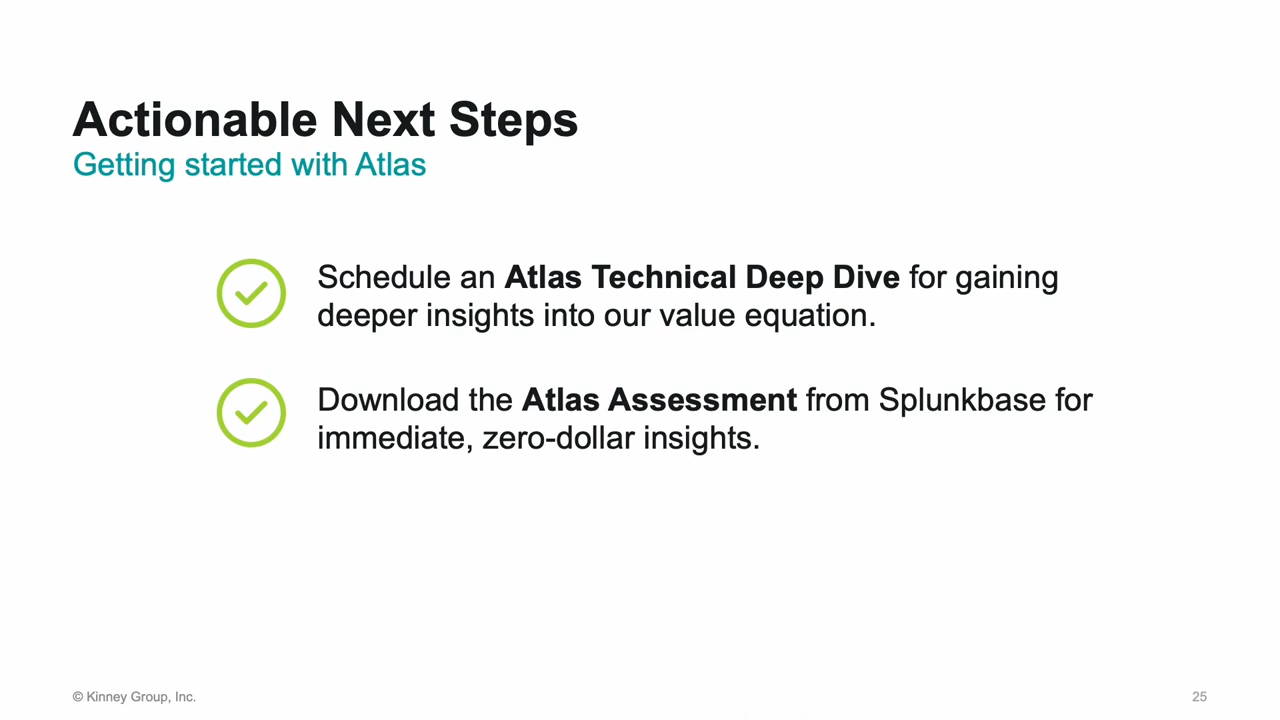 Actionable Next Steps
Getting started with Atlas
Schedule an Atlas Technical Deep Dive for gaining
deeper insights into our value equation.
Download the Atlas Assessment from Splunkbase for
immediate, zero-dollar insights.
© Kinney Group, Inc.
25